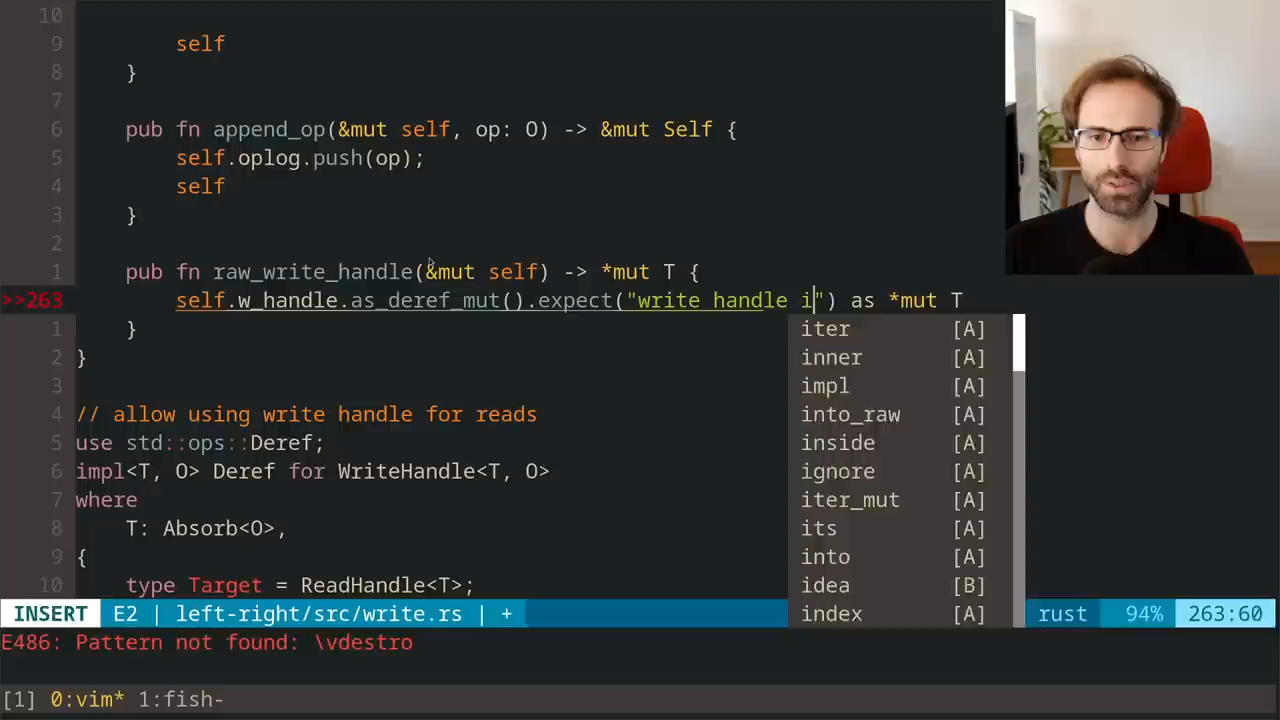 10
9 self
8 }
7
6 pub fn append_op(&mut self, op: O) -> &mut Self {
5 self.oplog.push(op);
4 self
3 }
2
1 pub fn raw_write_handle(&mut self) -> *mut T {
>>263 self.w_handle.as_deref_mut().expect("write handle i") as *mut T
1 } iter [A]
2 } inner [A]
3 impl [A]
4 // allow using write handle for reads into_raw [A]
5 use std::ops::Deref; inside [A]
6 impl<T, O> Deref for WriteHandle<T, O> ignore [A]
7 where iter_mut [A]
8 T: Absorb<O>, its [A]
9 { into [A]
10 type Target = ReadHandle<T>; idea [B]
INSERT E2 | left-right/src/write.rs | + index [A] rust 94% 263:60
E486: Pattern not found: \vdestro
[1] 0:vim* 1:fish-